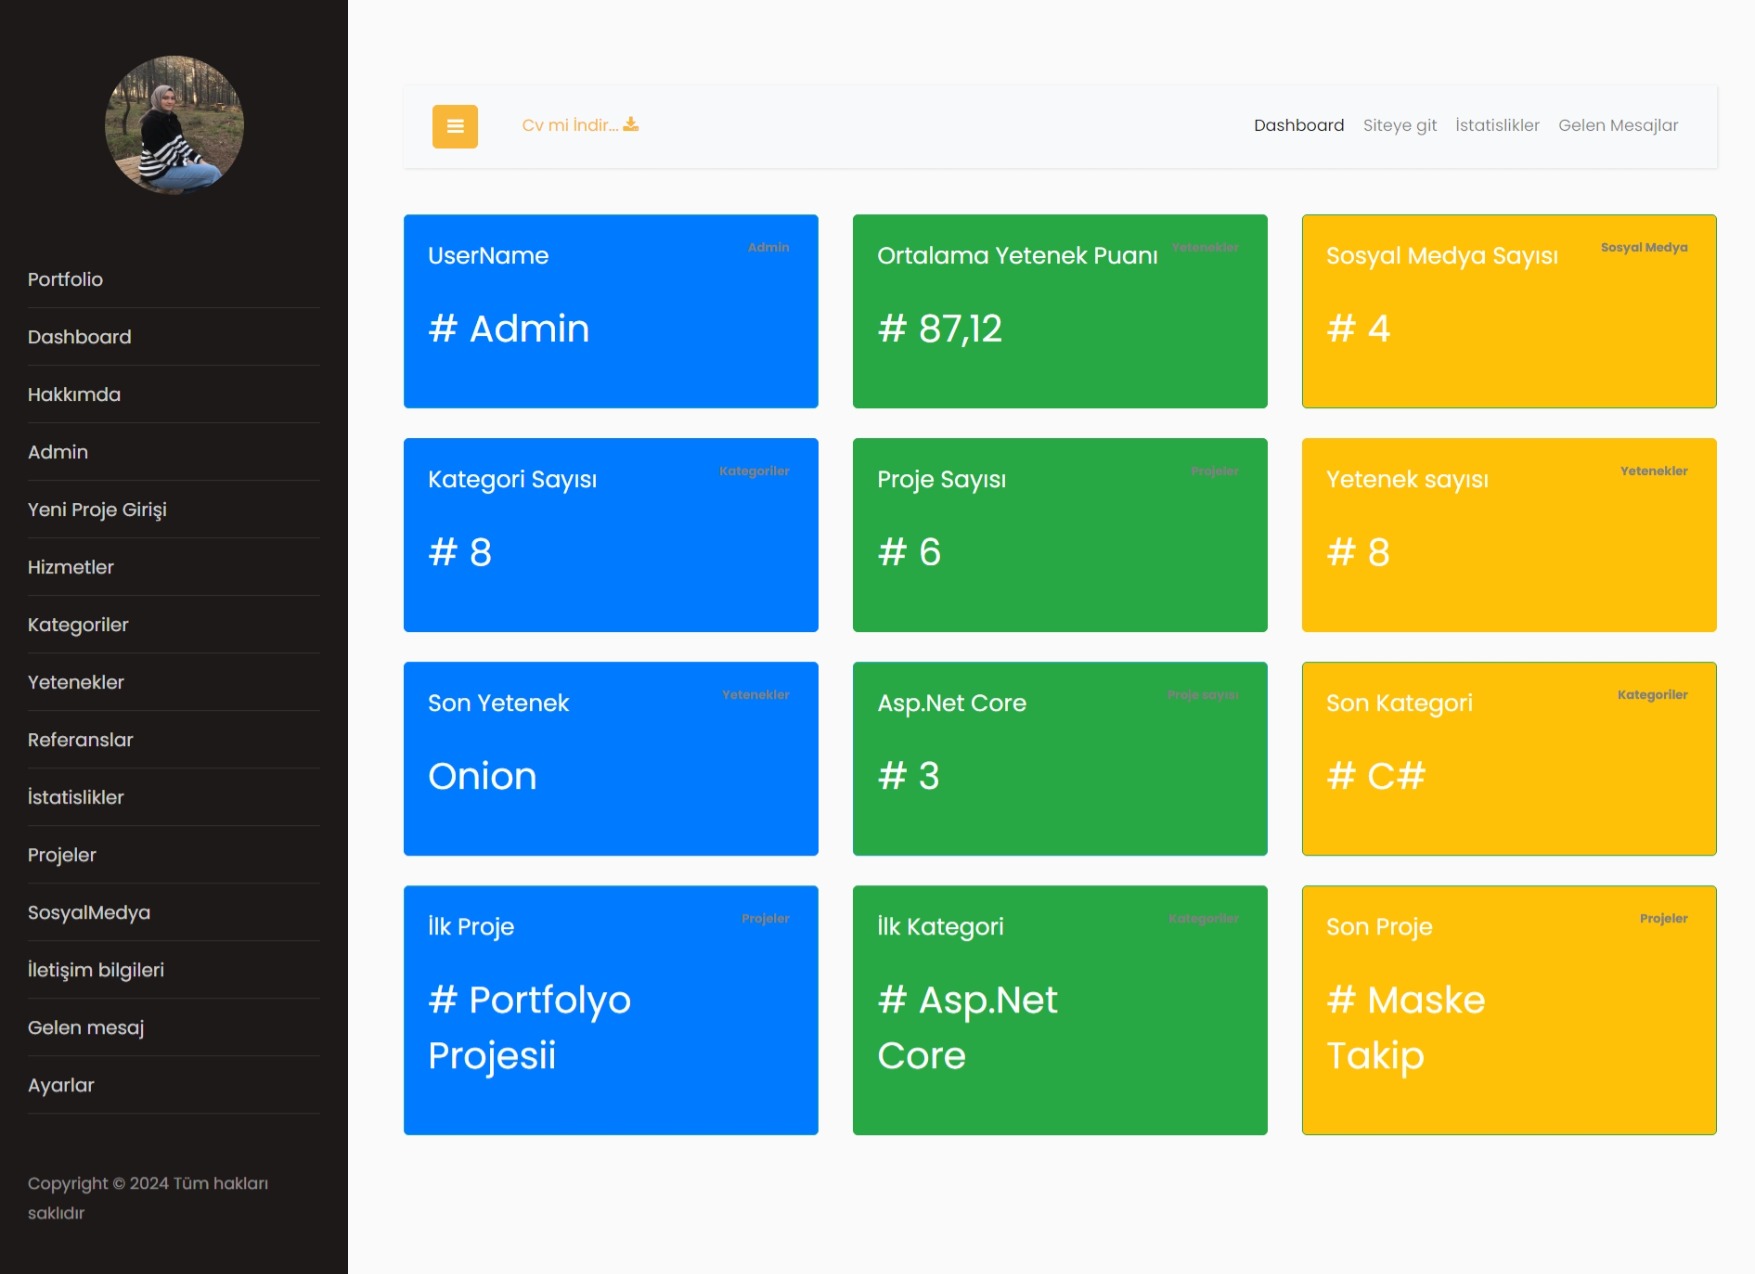 Portfolio
Dashboard
Hakkımda
Admin
Yeni Proje Girişi
Hizmetler
Kategoriler
Yetenekler
Referanslar
İstatislikler
Projeler
SosyalMedya
İletişim bilgileri
Gelen mesaj
Ayarlar
Copyright © 2024 Tüm hakları
saklıdır
Cv mi İndir...
Dashboard Siteye git İstatislikler Gelen Mesajlar
UserName Admin
# Admin
Ortalama Yetenek Puanı Yetenekler
# 87,12
Sosyal Medya Sayısı Sosyal Medya
# 4
Kategori Sayısı Kategoriler
# 8
Proje Sayısı Projeler
# 6
Yetenek sayısı Yetenekler
# 8
Son Yetenek Yetenekler
Onion
Asp.Net Core Proje sayısı
# 3
Son Kategori Kategoriler
# C#
İlk Proje Projeler
# Portfolyo
Projesii
İlk Kategori Kategoriler
# Asp.Net
Core
Son Proje Projeler
# Maske
Takip